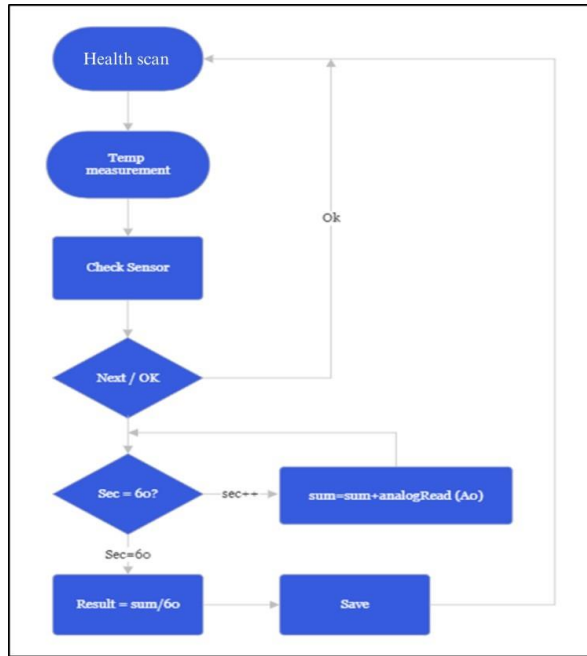 Health scan
Temp
measurement
Ok
Check Sensor
Next / OK
Sec = 60?
sec++
sum=sum+analogRead (A0)
Sec=60
Result = sum/60
Save